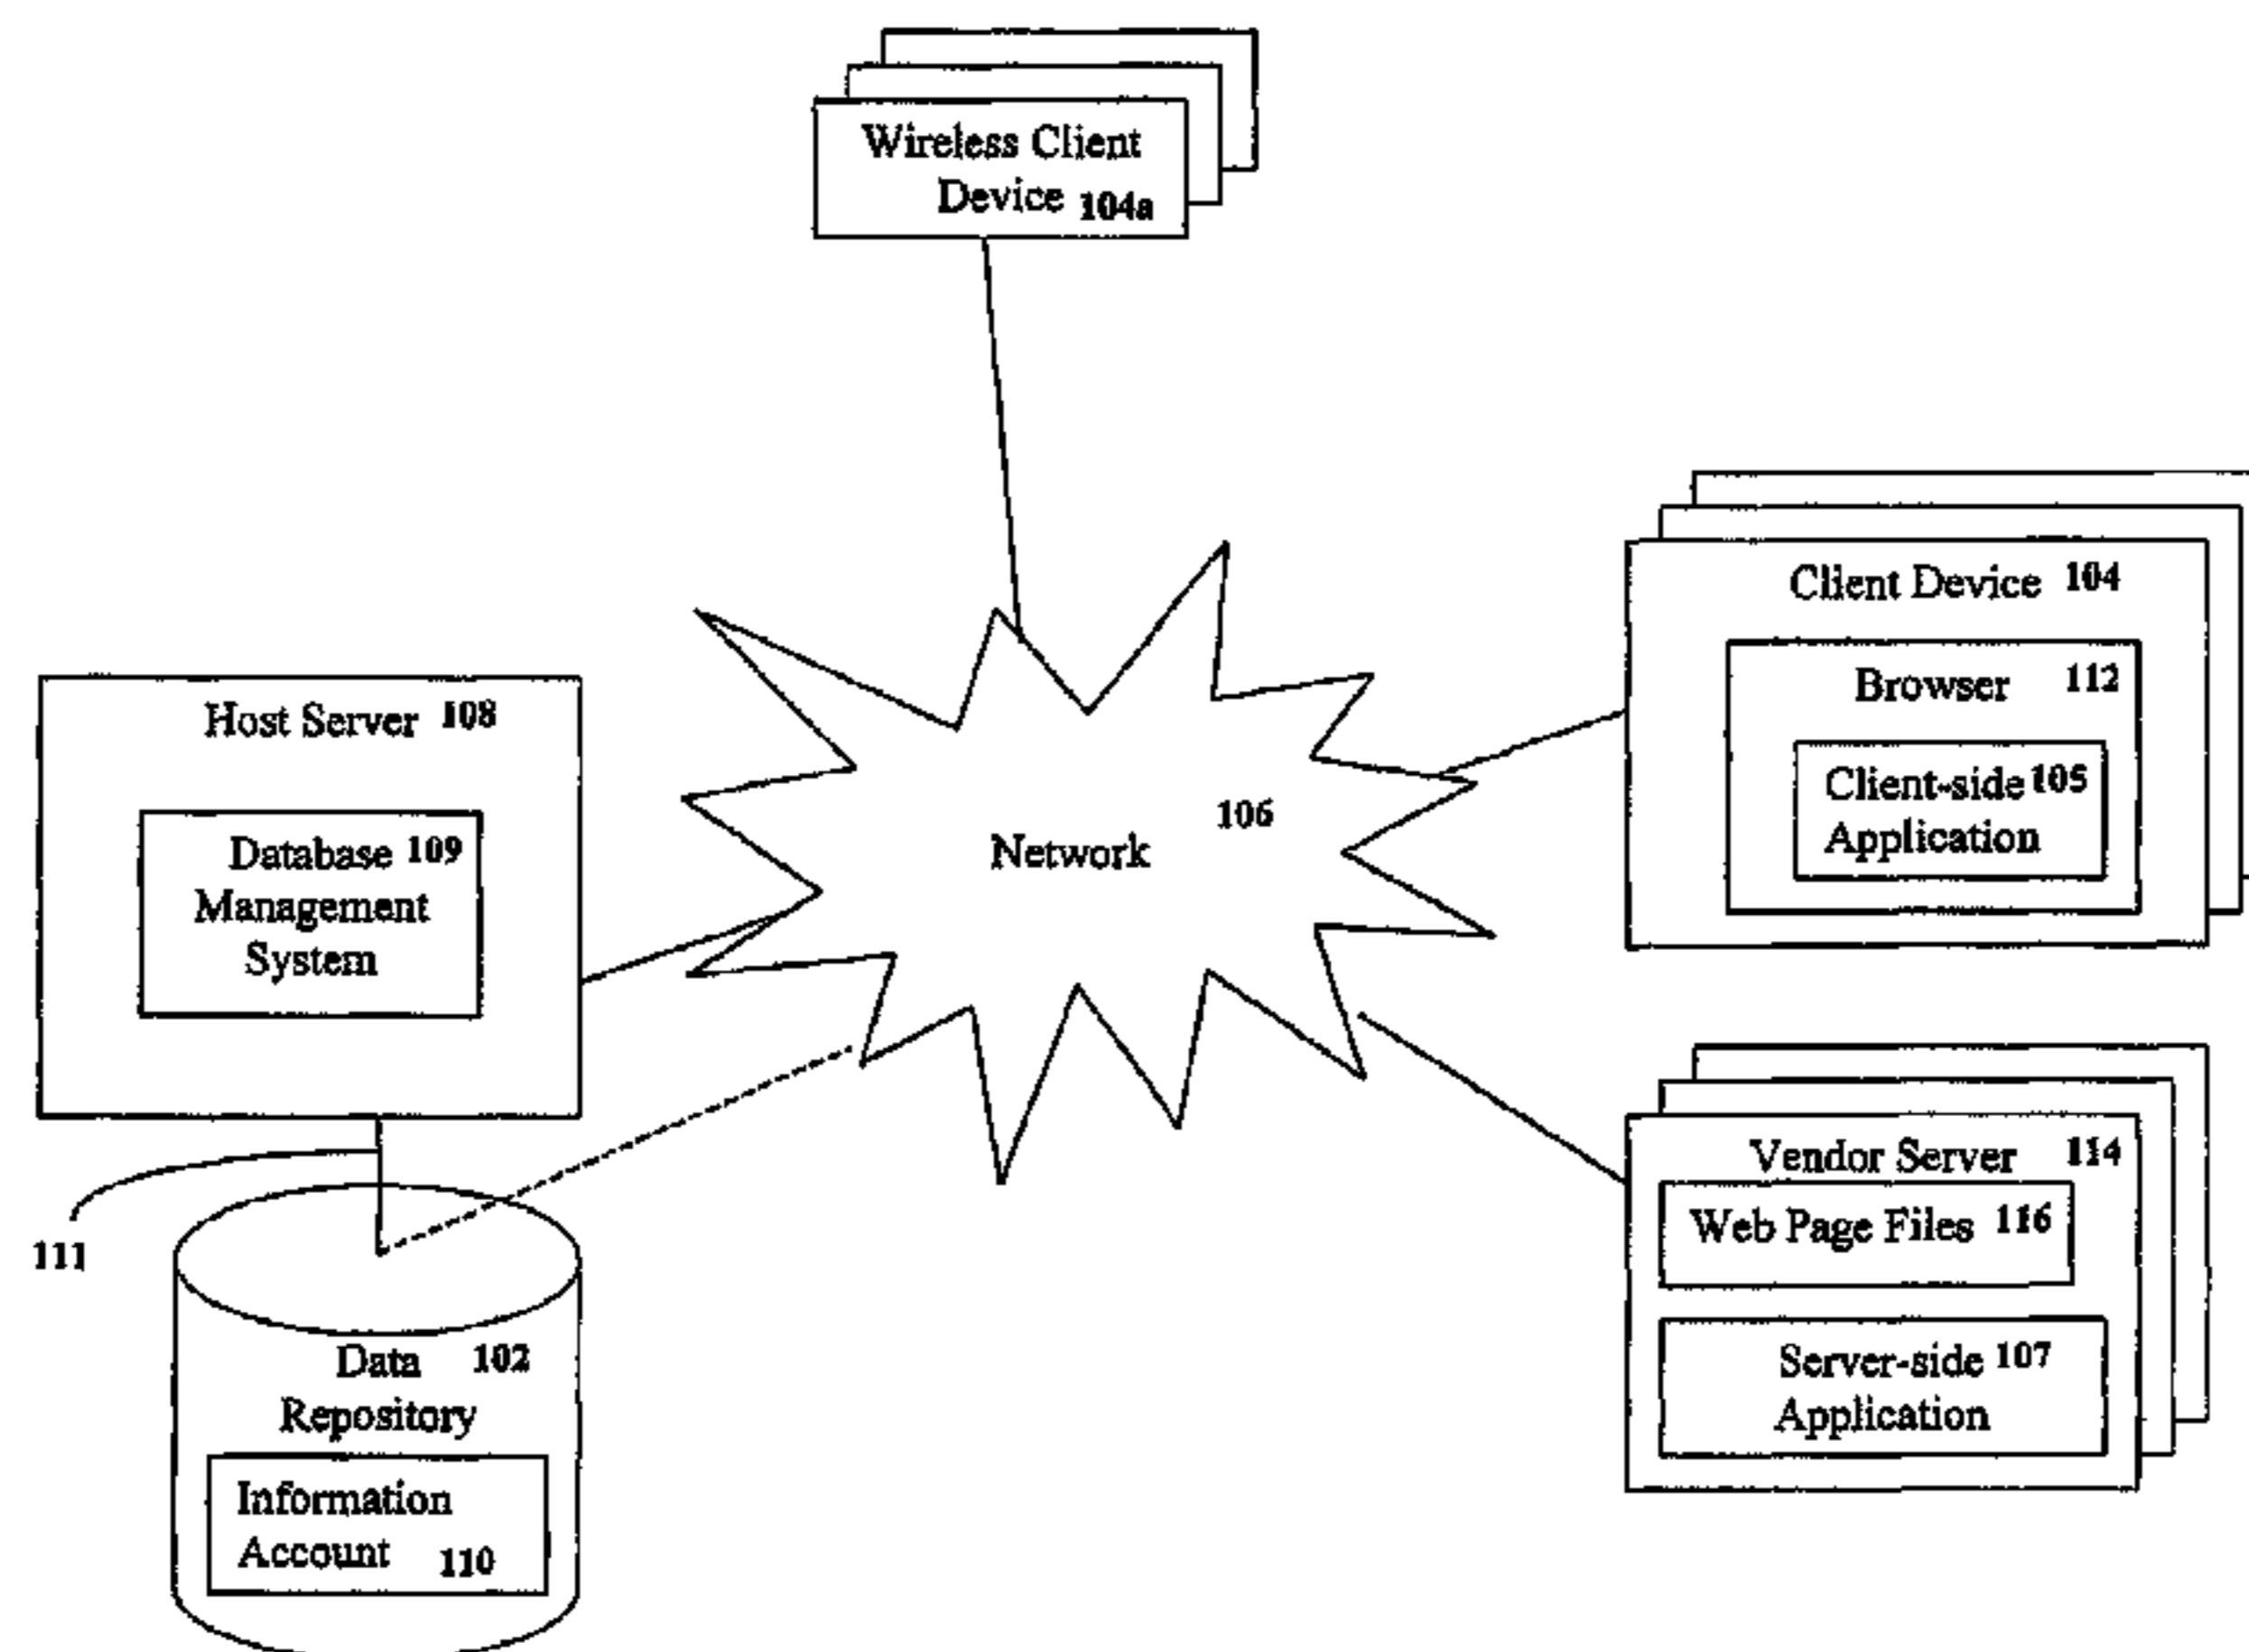 Wireless Client
Device 104a
Client Device 104
Browser 112
Client-side 105
Application
Host Server 108
Database 109
Management
System
Network 106
111
Data 102
Repository
Information
Account 110
Vendor Server 114
Web Page Files 116
Server-side 107
Application